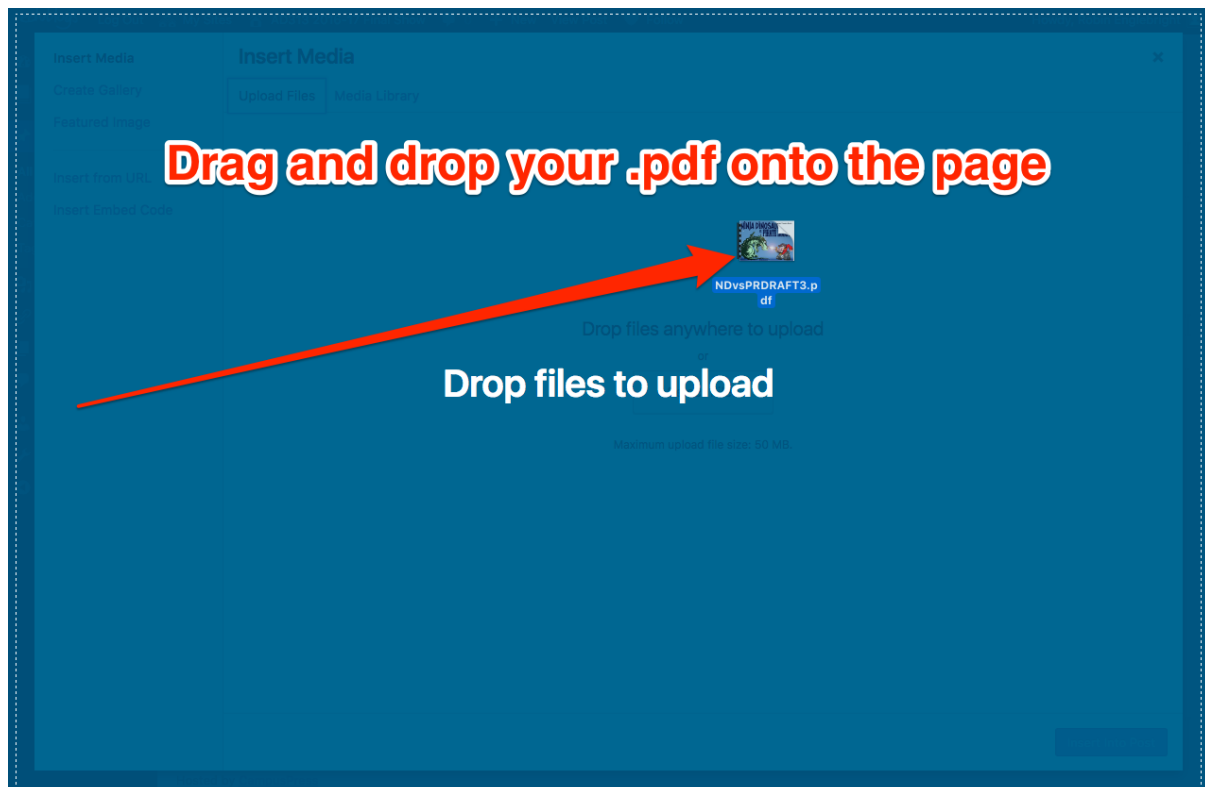 Insert Media
Insert Media
Create Gallery
Upload Files
Media Library
Featured Image
Drag and drop your .pdf onto the page
Insert from URL
Insert Embed Code
NDvsPRDRAFT3.p
df
Drop files anywhere to upload
or
Drop files to upload
Maximum upload file size: 50 MB.